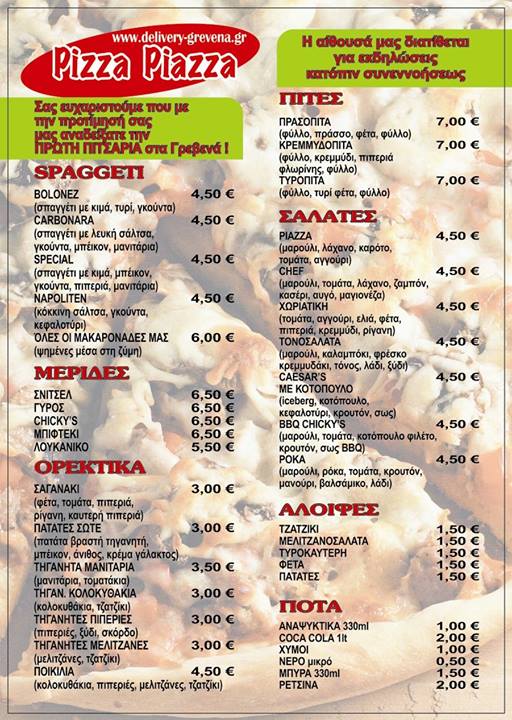 www.delivery-grevena.gr
Pizza Piazza
Σας ευχαριστούμε που με
την προτίμησή σας
μας αναδείξατε την
ΠΡΩΤΗ ΠΙΤΣΑΡΙΑ στα Γρεβενά !
SPAGGETI
BOLONEZ 4,50 €
(σπαγγέτι με κιμά, τυρί, γκούντα)
CARBONARA 4,50 €
(σπαγγέτι με λευκή σάλτσα,
γκούντα, μπέικον, μανιτάρια)
SPECIAL 4,50 €
(σπαγγέτι με κιμά, μπέικον,
γκούντα, πιπεριά, μανιτάρια)
NAPOLITEN 4,50 €
(κόκκινη σάλτσα, γκούντα,
κεφαλοτύρι)
ΌΛΕΣ ΟΙ ΜΑΚΑΡΟΝΑΔΕΣ ΜΑΣ 6,00 €
(ψημένες μέσα στη ζύμη)
ΜΕΡΙΔΕΣ
ΣΝΙΤΣΕΛ 6,50 €
ΓΥΡΟΣ 6,50 €
CHICKY'S 6,50 €
ΜΠΙΦΤΕΚΙ 6,50 €
ΛΟΥΚΑΝΙΚΟ 5,50 €
ΟΡΕΚΤΙΚΑ
ΣΑΓΑΝΑΚΙ 3,00 €
(φέτα, τομάτα, πιπεριά,
ρίγανη, καυτερή πιπεριά)
ΠΑΤΑΤΕΣ ΣΩΤΕ 3,00 €
(πατάτα βραστή τηγανητή,
μπέικον, άνιθος, κρέμα γάλακτος)
ΤΗΓΑΝΗΤΑ ΜΑΝΙΤΑΡΙΑ 3,50 €
(μανιτάρια, τοματάκια)
ΤΗΓΑΝ. ΚΟΛΟΚΥΘΑΚΙΑ 3,00 €
(κολοκυθάκια, τζατζίκι)
ΤΗΓΑΝΗΤΕΣ ΠΙΠΕΡΙΕΣ 3,00 €
(πιπεριές, ξύδι, σκόρδο)
ΤΗΓΑΝΗΤΕΣ ΜΕΛΙΤΖΑΝΕΣ 3,00 €
(μελιτζάνες, τζατζίκι)
ΠΟΙΚΙΛΙΑ 4,50 €
(κολοκυθάκια, πιπεριές, μελιτζάνες, τζατζίκι)
Η αίθουσά μας διατίθεται
για εκδηλώσεις
κατόπιν συνεννοήσεως
ΠΙΤΕΣ
ΠΡΑΣΟΠΙΤΑ 7,00 €
(φύλλο, πράσσο, φέτα, φύλλο)
ΚΡΕΜΜΥΔΟΠΙΤΑ 7,00 €
(φύλλο, κρεμμύδι, πιπεριά
φλωρίνης, φύλλο)
ΤΥΡΟΠΙΤΑ 7,00 €
(φύλλο, τυρί φέτα, φύλλο)
ΣΑΛΑΤΕΣ
PIAZZA 4,50 €
(μαρούλι, λάχανο, καρότο,
τομάτα, αγγούρι)
CHEF 4,50 €
(μαρούλι, τομάτα, λάχανο, ζαμπόν,
κασέρι, αυγό, μαγιονέζα)
ΧΩΡΙΑΤΙΚΗ 4,50 €
(τομάτα, αγγούρι, ελιά, φέτα,
πιπεριά, κρεμμύδι, ρίγανη)
ΤΟΝΟΣΑΛΑΤΑ 4,50 €
(μαρούλι, καλαμπόκι, φρέσκο
κρεμμυδάκι, τόνος, λάδι, ξύδι)
CAESAR'S 4,50 €
ΜΕ ΚΟΤΟΠΟΥΛΟ
(iceberg, κοτόπουλο,
κεφαλοτύρι, κρουτόν, σως)
BBQ CHICKY'S 4,50 €
(μαρούλι, τομάτα, κοτόπουλο φιλέτο,
κρουτόν, σως BBQ)
ΡΟΚΑ 4,50 €
(μαρούλι, ρόκα, τομάτα, κρουτόν,
μανούρι, βαλσάμικο, λάδι)
ΑΛΟΙΦΕΣ
ΤΖΑΤΖΙΚΙ 1,50 €
ΜΕΛΙΤΖΑΝΟΣΑΛΑΤΑ 1,50 €
ΤΥΡΟΚΑΥΤΕΡΗ 1,50 €
ΦΕΤΑ 1,50 €
ΠΑΤΑΤΕΣ 1,50 €
ΠΟΤΑ
ΑΝΑΨΥΚΤΙΚΑ 330ml 1,00 €
COCA COLA 1lt 2,00 €
ΧΥΜΟΙ 1,00 €
ΝΕΡΟ μικρό 0,50 €
ΜΠΥΡΑ 330ml 1,50 €
ΡΕΤΣΙΝΑ 2,00 €